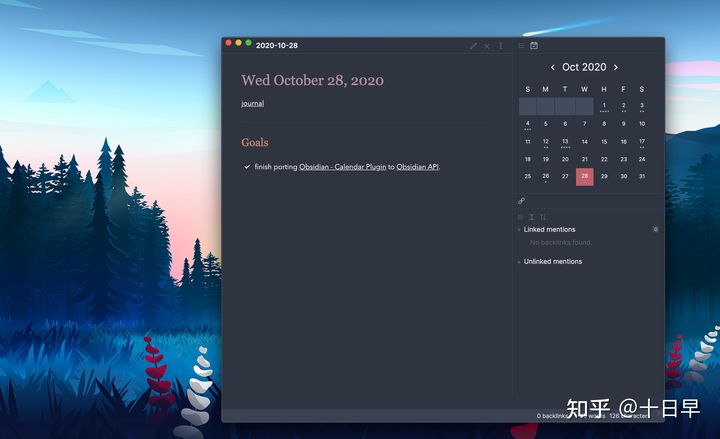 2020-10-28
Wed October 28, 2020
journal
Goals
finish porting Obsidian - Calendar Plugin to Obsidian API.
Oct 2020
S M T W H F S
1 2 3
4 5 6 7 8 9 10
11 12 13 14 15 16 17
18 19 20 21 22 23 24
25 26 27 28 29 30 31
Linked mentions 0
No backlinks found.
Unlinked mentions
0 backlinks words 126 characters
知乎 @十日早